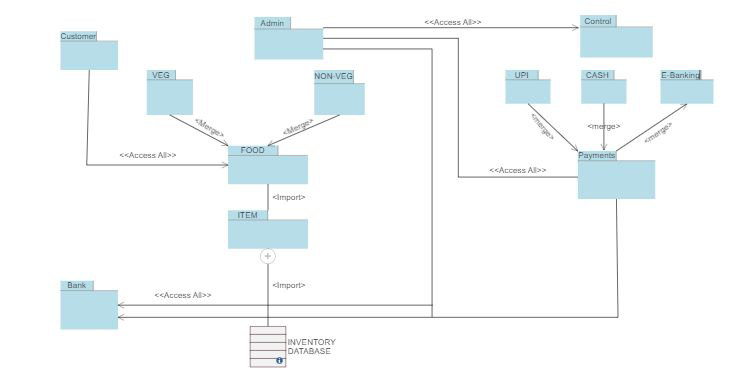 Admin
<<Access All>>
Control
Customer
VEG
NON-VEG
UPI
CASH
E-Banking
<Merge>
<Merge>
<merge>
<merge>
<merge>
<<Access All>>
FOOD
Payments
<<Access All>>
<Import>
ITEM
+
<Import>
Bank
<<Access All>>
INVENTORY
DATABASE